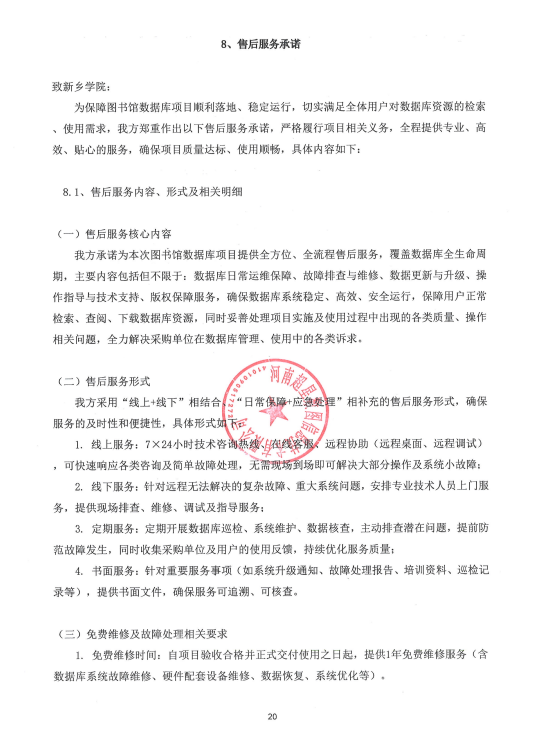 8、售后服务承诺
致新乡学院：
为保障图书馆数据库项目顺利落地、稳定运行，切实满足全体用户对数据库资源的检索
、使用需求，我方郑重作出以下售后服务承诺，严格履行项目相关义务，全程提供专业、高
效、贴心的服务，确保项目质量达标、使用顺畅，具体内容如下：
8.1、售后服务内容、形式及相关明细
（一）售后服务核心内容
我方承诺为本次图书馆数据库项目提供全方位、全流程售后服务，覆盖数据库全生命周
期，主要内容包括但不限于：数据库日常运维保障、故障排查与维修、数据更新与升级、操
作指导与技术支持、版权保障服务，确保数据库系统稳定、高效、安全运行，保障用户正常
检索、查阅、下载数据库资源，同时妥善处理项目实施及使用过程中出现的各类质量、操作
相关问题，全力解决采购单位在数据库管理、使用中的各类诉求。
（二）售后服务形式
我方采用“线上+线下”相结合、“日常保障+应急处理”相补充的售后服务形式，确保
服务的及时性和便捷性，具体形式如下：
1. 线上服务：7×24小时技术咨询热线、在线客服、远程协助（远程桌面、远程调试）
，可快速响应各类咨询及简单故障处理，无需现场到场即可解决大部分操作及系统小故障；
2. 线下服务：针对远程无法解决的复杂故障、重大系统问题，安排专业技术人员上门服
务，提供现场排查、维修、调试及指导服务；
3. 定期服务：定期开展数据库巡检、系统维护、数据核查，主动排查潜在问题，提前防
范故障发生，同时收集采购单位及用户的使用反馈，持续优化服务质量；
4. 书面服务：针对重要服务事项（如系统升级通知、故障处理报告、培训资料、巡检记
录等），提供书面文件，确保服务可追溯、可核查。
（三）免费维修及故障处理相关要求
1. 免费维修时间：自项目验收合格并正式交付使用之日起，提供1年免费维修服务（含
数据库系统故障维修、硬件配套设备维修、数据恢复、系统优化等）。
20